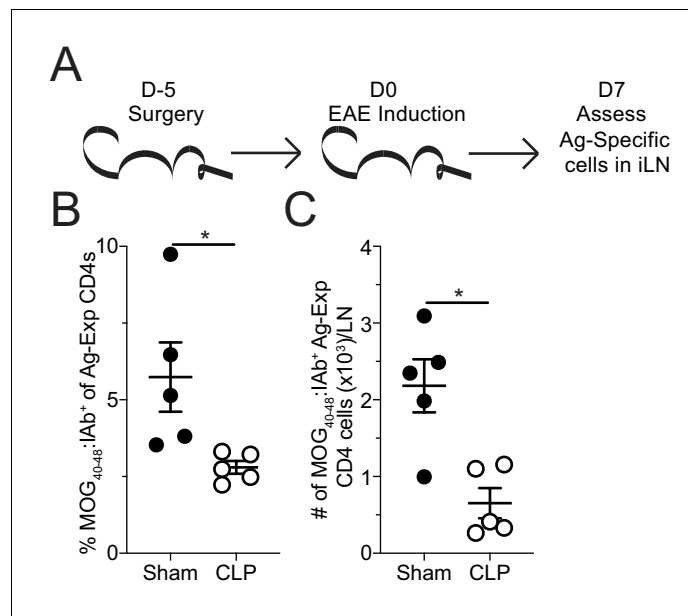 A
D-5
Surgery
D0
EAE Induction
D7
Assess
Ag-Specific
cells in iLN
B
% MOG40-48:IAb+ of Ag-Exp CD4s
10
5
0
*
Sham CLP
C
# of MOG40-48:IAb+ Ag-Exp
CD4 cells (x10³)/LN
4
3
2
1
0
*
Sham CLP